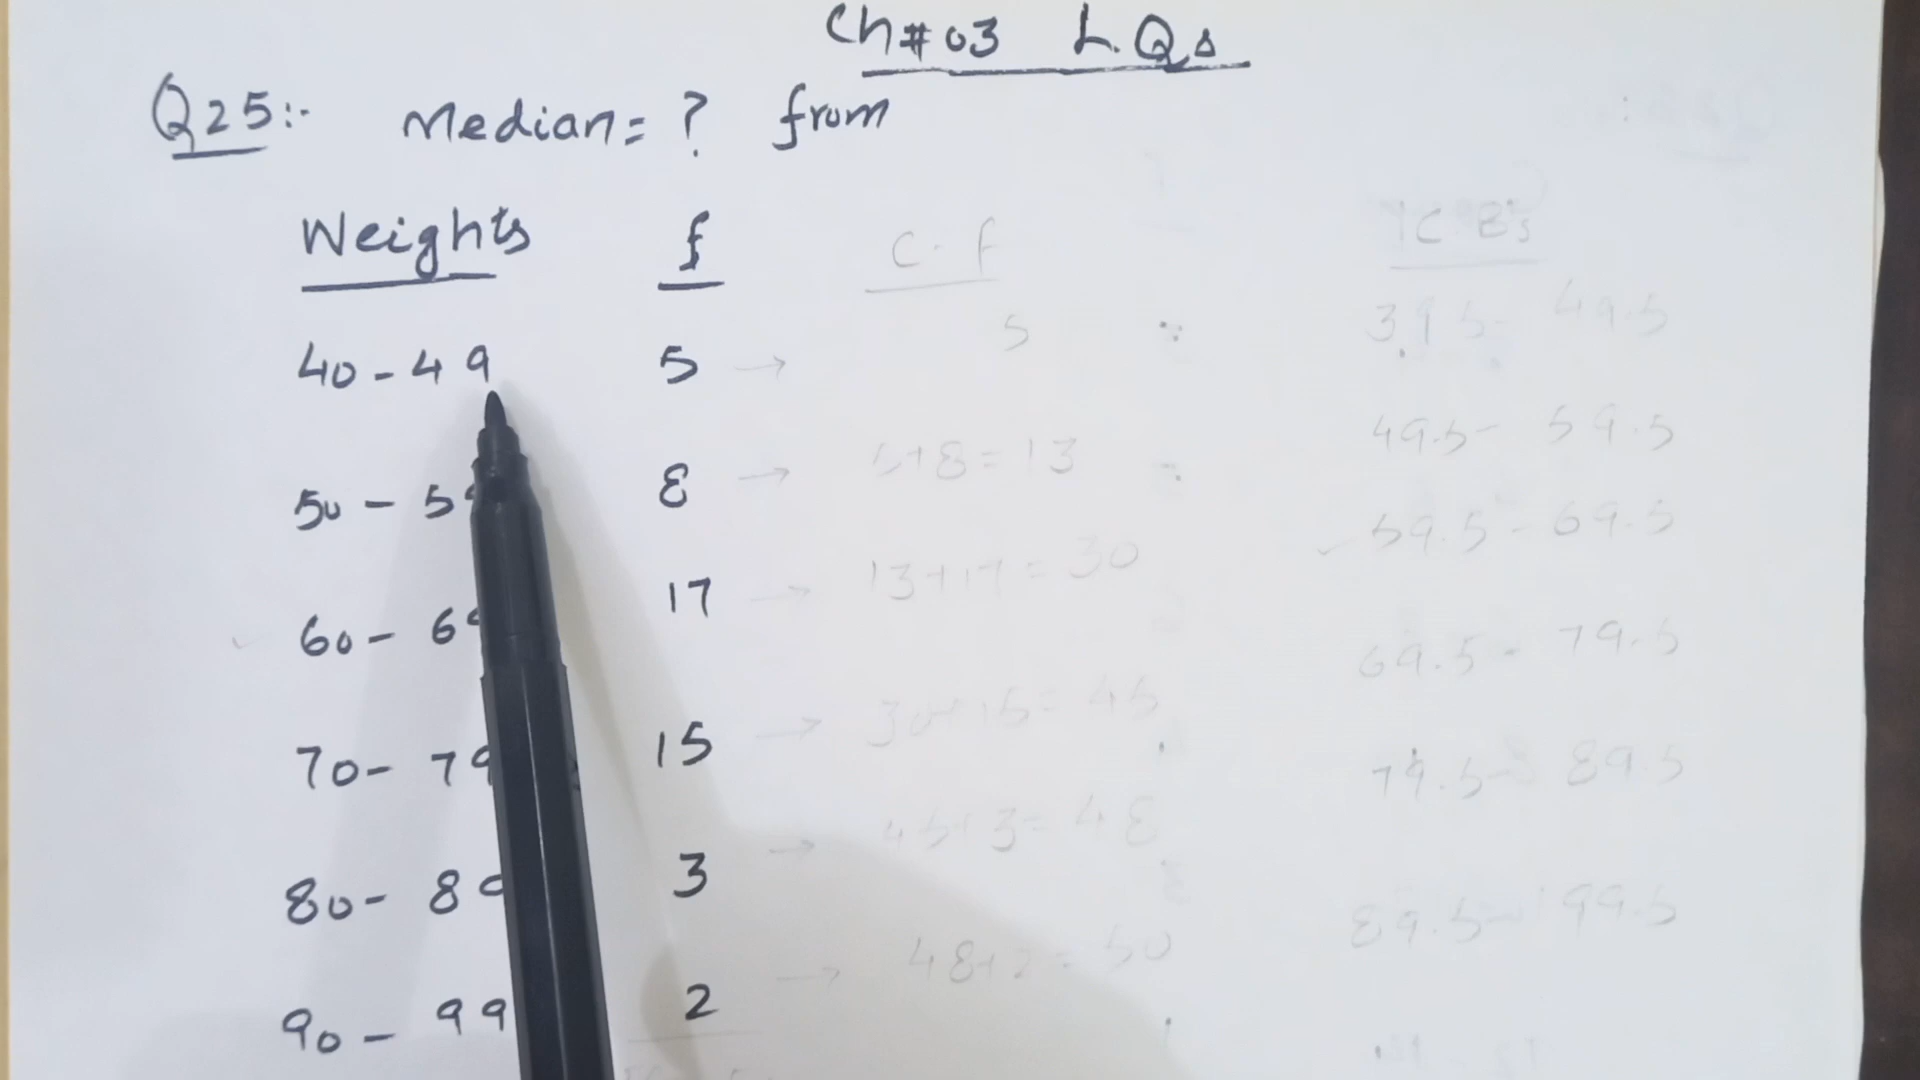 Ch#03 L.Qs
Q25:- Median = ? from
Weights f C.F C.B's
40-49 5 → 5 39.5- 49.5
50-5 8 → 5+8=13 49.5- 59.5
60-6 17 → 13+17=30 59.5-69.5
70-79 15 → 30+15=45 69.5-79.5
80-8 3 → 45+3=48 79.5-89.5
90-99 2 → 48+2=50 89.5-99.5